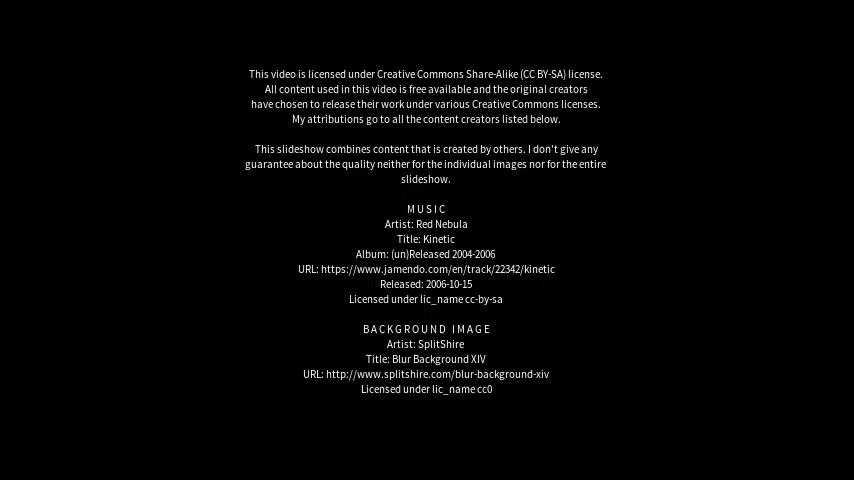 This video is licensed under Creative Commons Share-Alike (CC BY-SA) license.
All content used in this video is free available and the original creators
have chosen to release their work under various Creative Commons licenses.
My attributions go to all the content creators listed below.
This slideshow combines content that is created by others. I don't give any
guarantee about the quality neither for the individual images nor for the entire
slideshow.
MUSIC
Artist: Red Nebula
Title: Kinetic
Album: (un)Released 2004-2006
URL: https://www.jamendo.com/en/track/22342/kinetic
Released: 2006-10-15
Licensed under lic_name cc-by-sa
BACKGROUND IMAGE
Artist: SplitShire
Title: Blur Background XIV
URL: http://www.splitshire.com/blur-background-xiv
Licensed under lic_name cc0